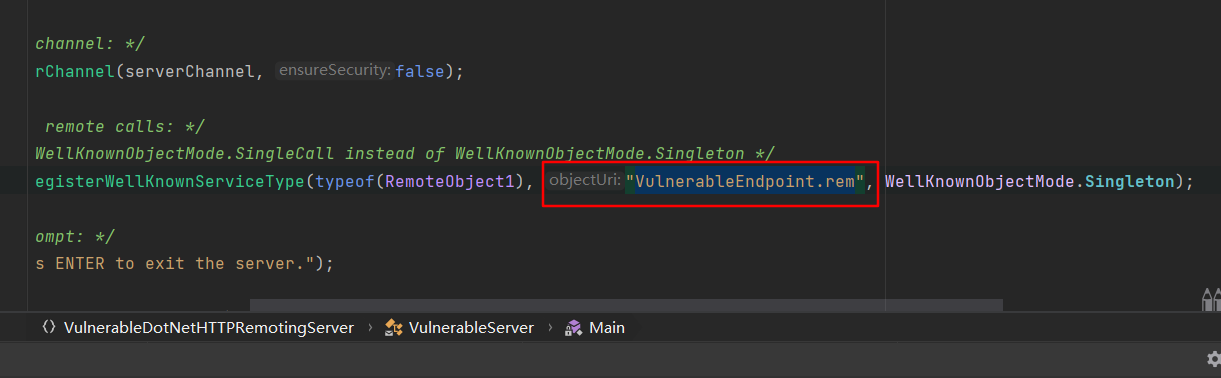 channel: */
rChannel(serverChannel, ensureSecurity: false);
remote calls: */
WellKnownObjectMode.SingleCall instead of WellKnownObjectMode.Singleton */
egisterWellKnownServiceType(typeof(RemoteObject1), objectUri: "VulnerableEndpoint.rem", WellKnownObjectMode.Singleton);
ompt: */
s ENTER to exit the server.");
VulnerableDotNetHTTPRemotingServer › VulnerableServer › Main